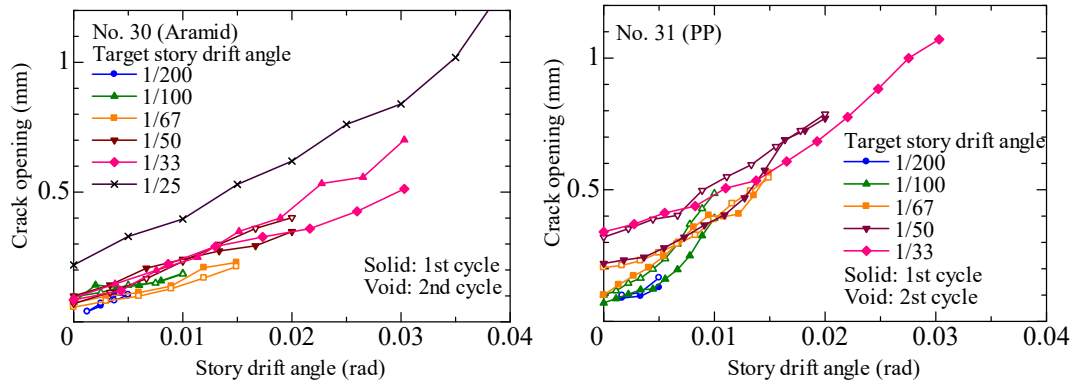 No. 30 (Aramid)
Target story drift angle
1/200
1/100
1/67
1/50
1/33
1/25
Solid: 1st cycle
Void: 2nd cycle
Crack opening (mm)
1
0.5
0
0.01
0.02
0.03
0.04
Story drift angle (rad)
No. 31 (PP)
Target story drift angle
1/200
1/100
1/67
1/50
1/33
Solid: 1st cycle
Void: 2st cycle
Crack opening (mm)
1
0.5
0
0.01
0.02
0.03
0.04
Story drift angle (rad)